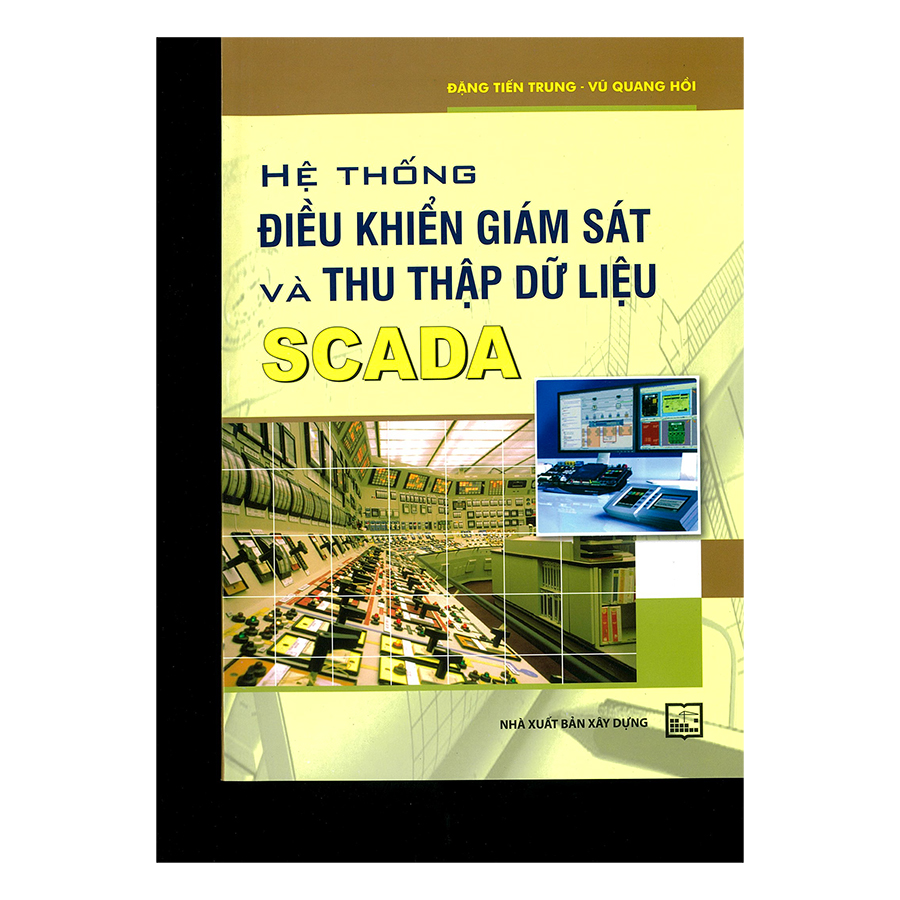 ĐẶNG TIẾN TRUNG - VŨ QUANG HỒI
HỆ THỐNG
ĐIỀU KHIỂN GIÁM SÁT
VÀ THU THẬP DỮ LIỆU
SCADA
NHÀ XUẤT BẢN XÂY DỰNG